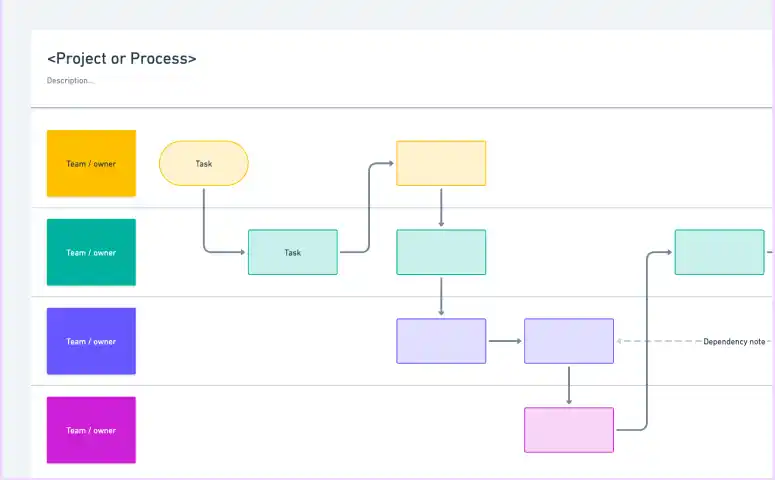 <Project or Process>
Description...
Team / owner
Task
Team / owner
Task
Team / owner
Dependency note
Team / owner